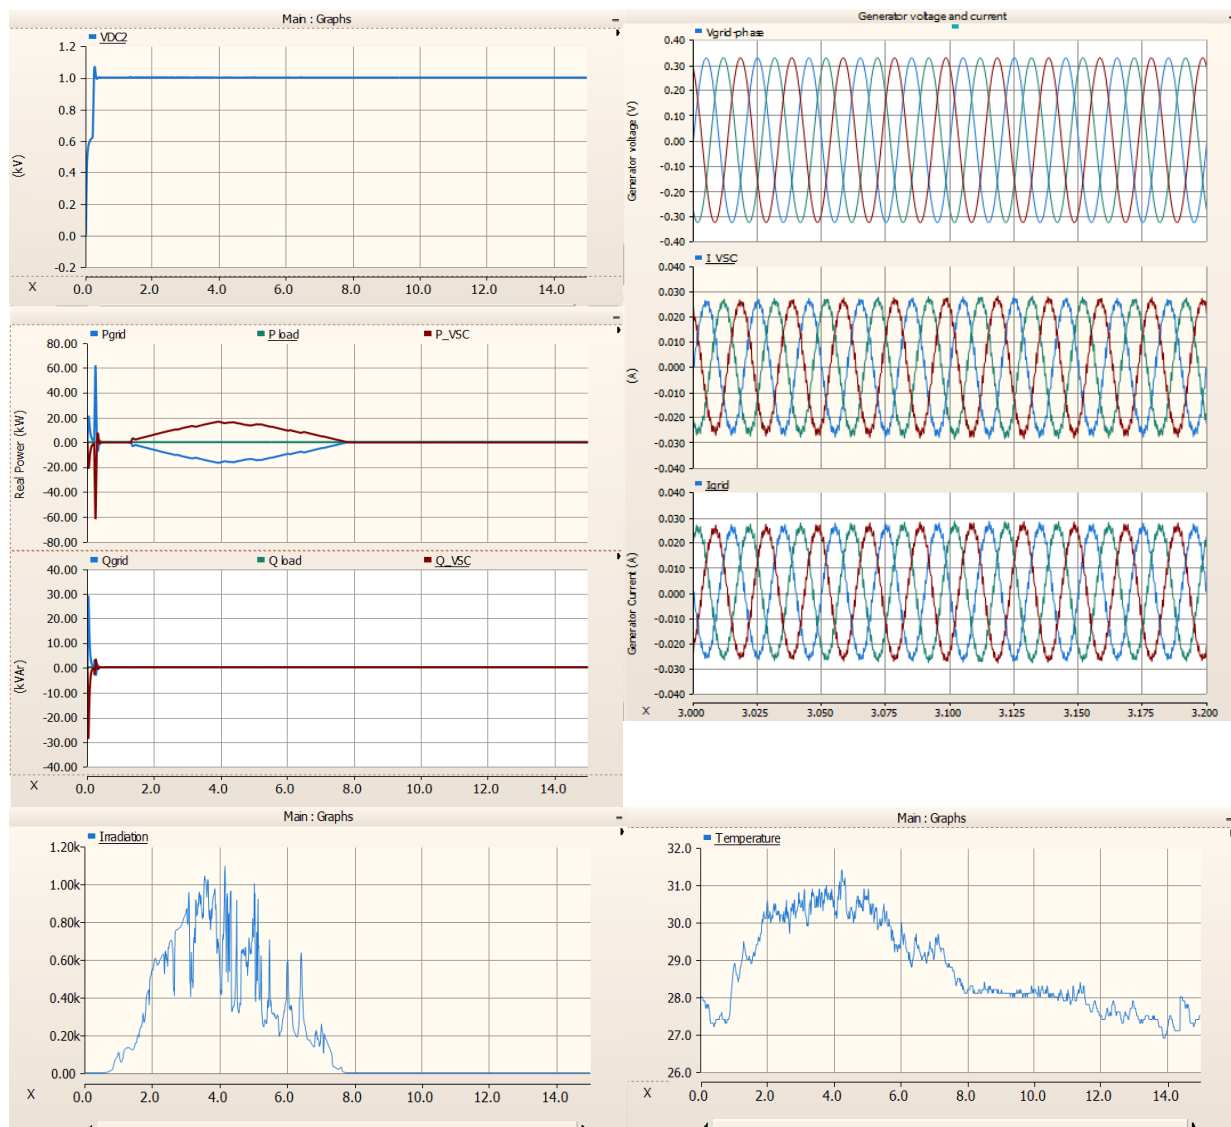 Main : Graphs
VDC2
1.2
1.0
0.8
0.6
0.4
0.2
0.0
-0.2
(kV)
X 0.0 2.0 4.0 6.0 8.0 10.0 12.0 14.0
Pgrid P load P_VSC
80.00
60.00
40.00
20.00
0.00
-20.00
-40.00
-60.00
-80.00
Real Power (kW)
Qgrid Q load Q_VSC
40.00
30.00
20.00
10.00
0.00
-10.00
-20.00
-30.00
-40.00
(kVAr)
X 0.0 2.0 4.0 6.0 8.0 10.0 12.0 14.0
Generator voltage and current
Vgrid-phase
0.40
0.30
0.20
0.10
0.00
-0.10
-0.20
-0.30
-0.40
Generator voltage (V)
I_VSC
0.040
0.030
0.020
0.010
0.000
-0.010
-0.020
-0.030
-0.040
(A)
Igrid
0.040
0.030
0.020
0.010
0.000
-0.010
-0.020
-0.030
-0.040
Generator Current (A)
X 3.000 3.025 3.050 3.075 3.100 3.125 3.150 3.175 3.200
Main : Graphs
Irradiation
1.20k
1.00k
0.80k
0.60k
0.40k
0.20k
0.00
X 0.0 2.0 4.0 6.0 8.0 10.0 12.0 14.0
Main : Graphs
Temperature
32.0
31.0
30.0
29.0
28.0
27.0
26.0
X 0.0 2.0 4.0 6.0 8.0 10.0 12.0 14.0